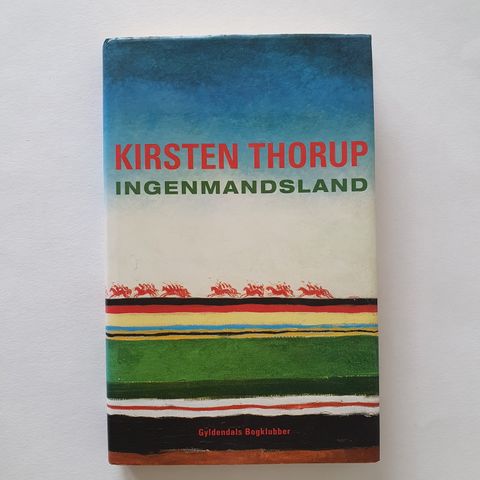 KIRSTEN THORUP
INGENMANDSLAND
Gyldendals Bogklubber